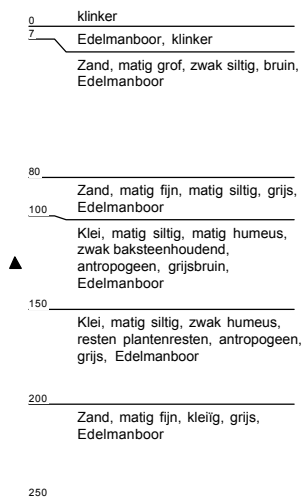 0
klinker
7
Edelmanboor, klinker
Zand, matig grof, zwak siltig, bruin,
Edelmanboor
80
Zand, matig fijn, matig siltig, grijs,
Edelmanboor
100
Klei, matig siltig, matig humeus,
zwak baksteenhoudend,
antropogeen, grijsbruin,
Edelmanboor
150
Klei, matig siltig, zwak humeus,
resten plantenresten, antropogeen,
grijs, Edelmanboor
200
Zand, matig fijn, kleiïg, grijs,
Edelmanboor
250